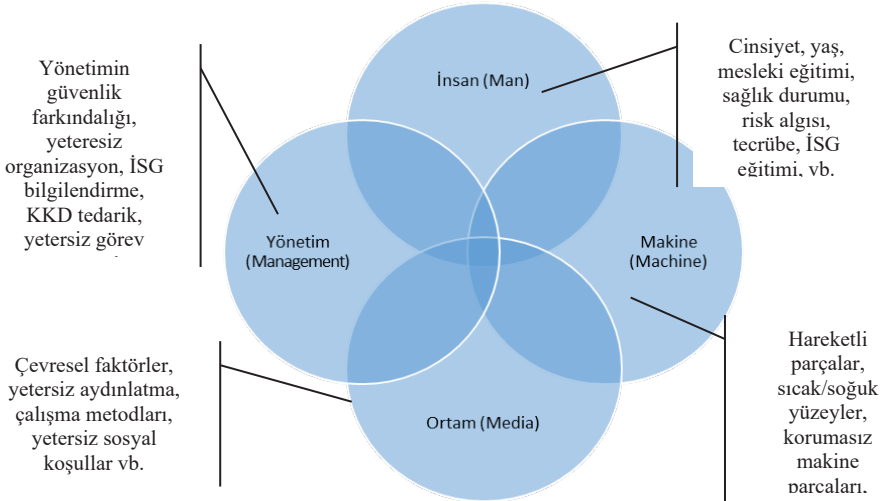 Yönetimin
güvenlik
farkındalığı,
yeteresiz
organizasyon, İSG
bilgilendirme,
KKD tedarik,
yetersiz görev
İnsan (Man)
Cinsiyet, yaş,
mesleki eğitimi,
sağlık durumu,
risk algısı,
tecrübe, İSG
eğitimi, vb.
Yönetim
(Management)
Makine
(Machine)
Çevresel faktörler,
yetersiz aydınlatma,
çalışma metodları,
yetersiz sosyal
koşullar vb.
Ortam (Media)
Hareketli
parçalar,
sıcak/soğuk
yüzeyler,
korumasız
makine
parçaları,